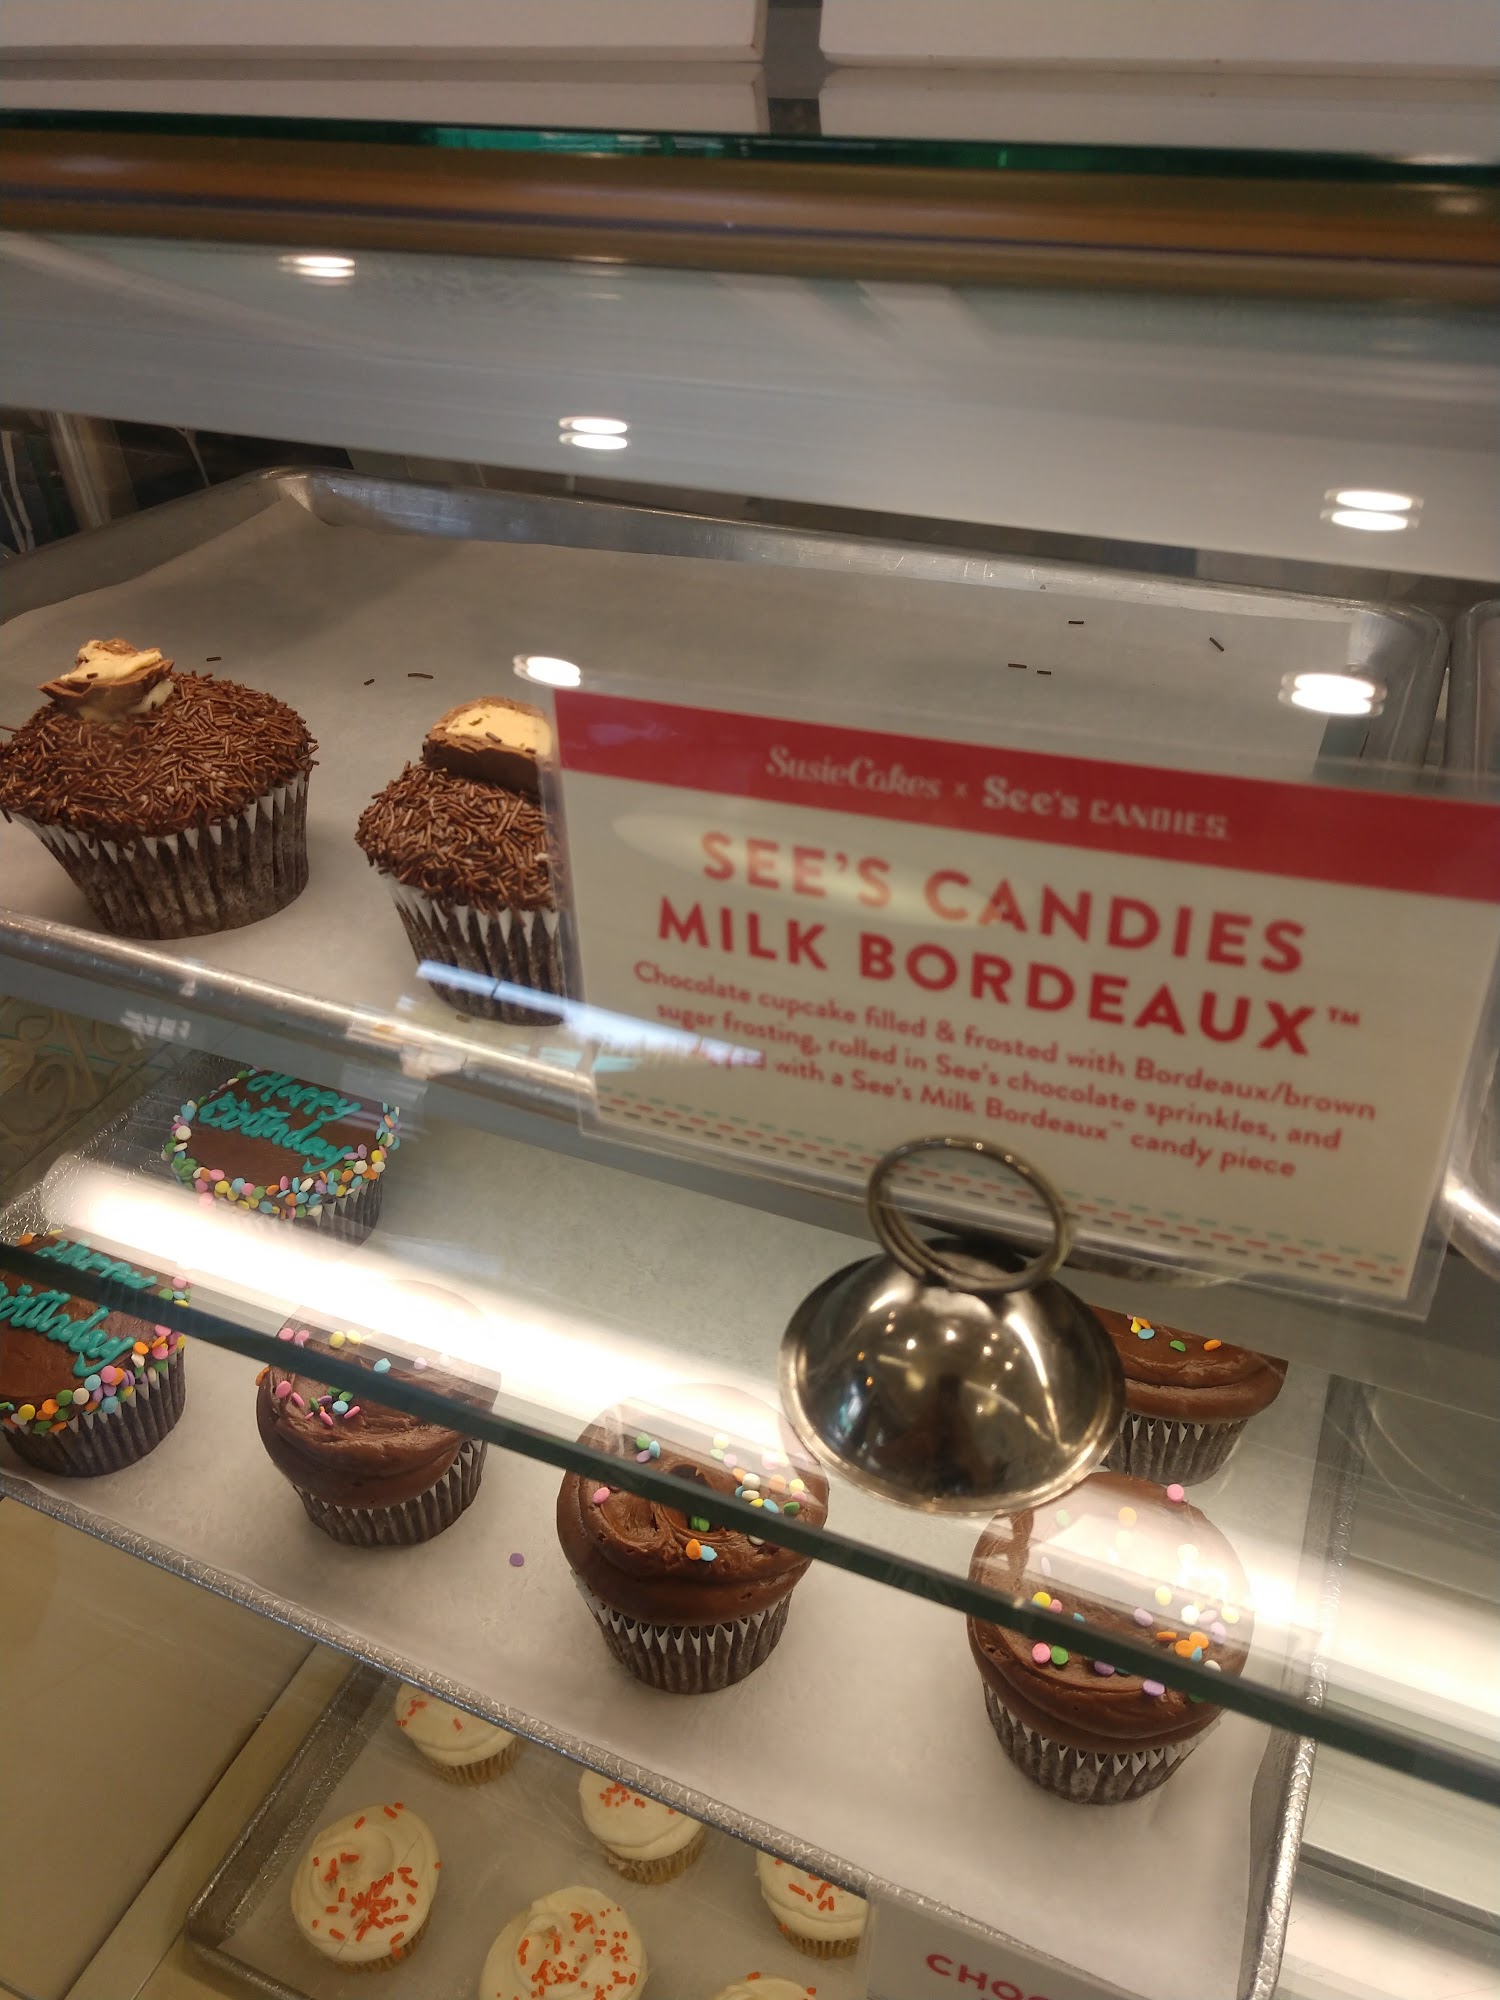 SusieCakes x See's CANDIES
SEE'S CANDIES
MILK BORDEAUX™
Chocolate cupcake filled & frosted with Bordeaux/brown
sugar frosting, rolled in See's chocolate sprinkles, and
with a See's Milk Bordeaux™ candy piece
Happy
Birthday
Happy
Birthday